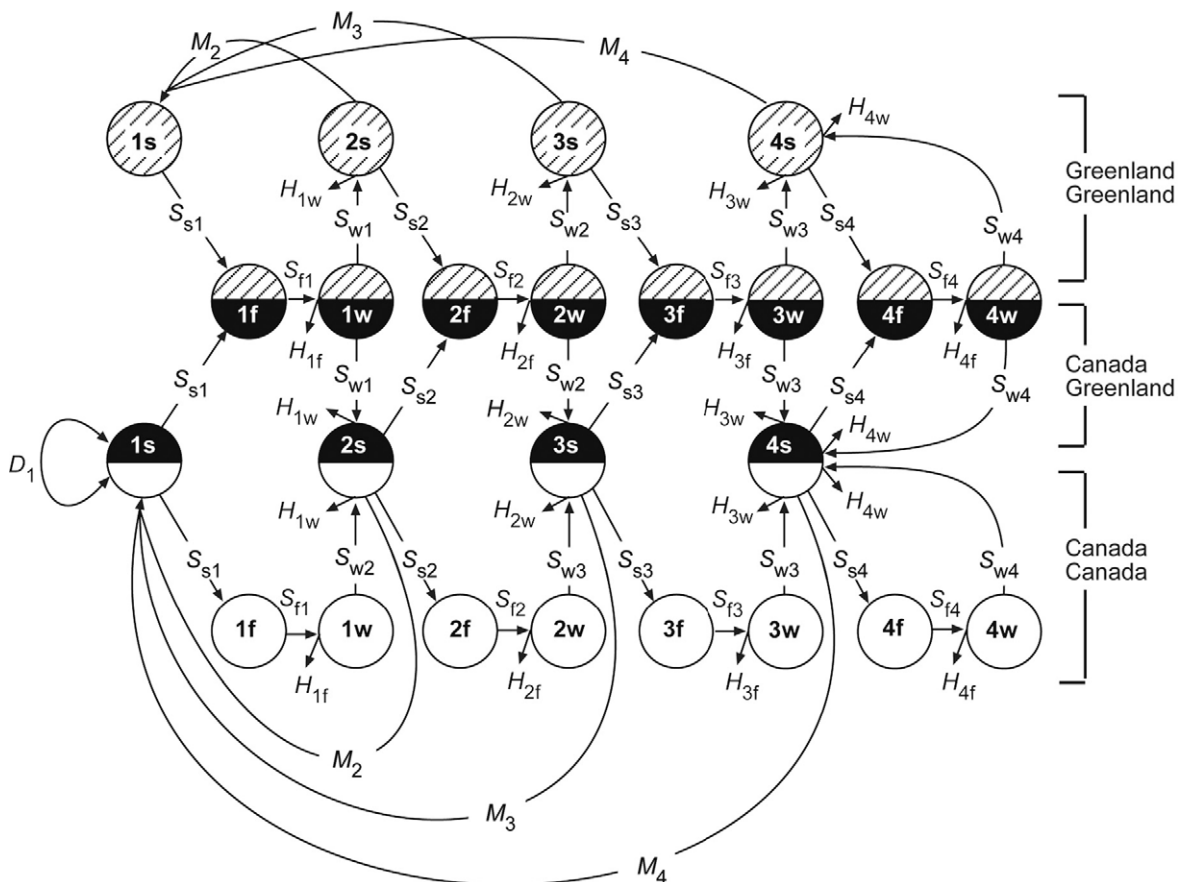 M3
M2
M4
1s
2s
3s
4s
H4w
H1w
H2w
H3w
Greenland
Greenland
Ss1
Sw1
Ss2
Sw2
Ss3
Sw3
Ss4
Sw4
Sf1
Sf2
Sf3
Sf4
1f
1w
2f
2w
3f
3w
4f
4w
H1f
H2f
H3f
H4f
Canada
Greenland
Ss1
Sw1
Ss2
Sw2
Ss3
Sw3
Ss4
Sw4
H1w
H2w
H3w
H4w
1s
2s
3s
4s
D1
H1w
H2w
H3w
H4w
Canada
Canada
Ss1
Sw2
Ss2
Sw3
Ss3
Sw3
Ss4
Sw4
Sf1
Sf2
Sf3
Sf4
1f
1w
2f
2w
3f
3w
4f
4w
H1f
H2f
H3f
H4f
M2
M3
M4